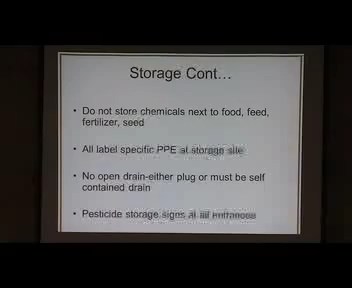 Storage Cont...
• Do not store chemicals next to food, feed,
fertilizer, seed
• All label specific PPE at storage site
• No open drain-either plug or must be self
contained drain
• Pesticide storage signs at all entrances